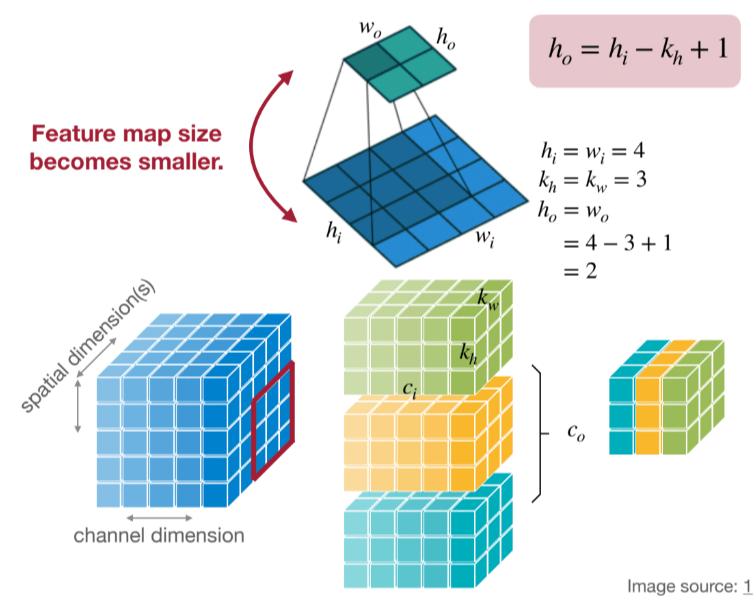 w_o
h_o
h_o = h_i − k_h + 1
Feature map size
becomes smaller.
h_i = w_i = 4
k_h = k_w = 3
h_o = w_o
= 4 − 3 + 1
= 2
h_i
w_i
spatial dimension(s)
channel dimension
k_w
k_h
c_i
c_o
Image source: 1